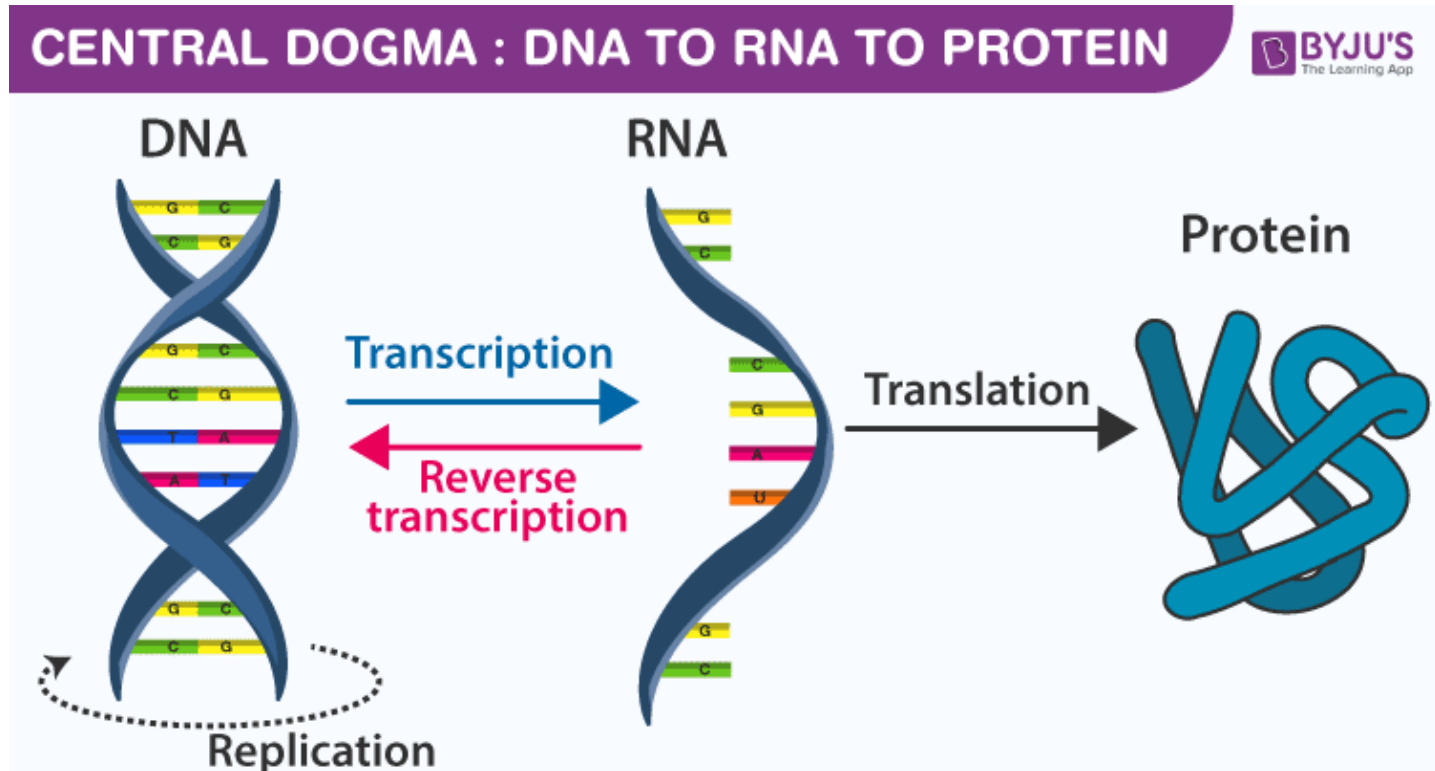 CENTRAL DOGMA : DNA TO RNA TO PROTEIN
BYJU'S
The Learning App
DNA
RNA
Protein
G C
C G
G C
C G
T A
A T
G C
C G
Transcription
Reverse
transcription
Replication
G
C
C
G
A
U
G
C
Translation